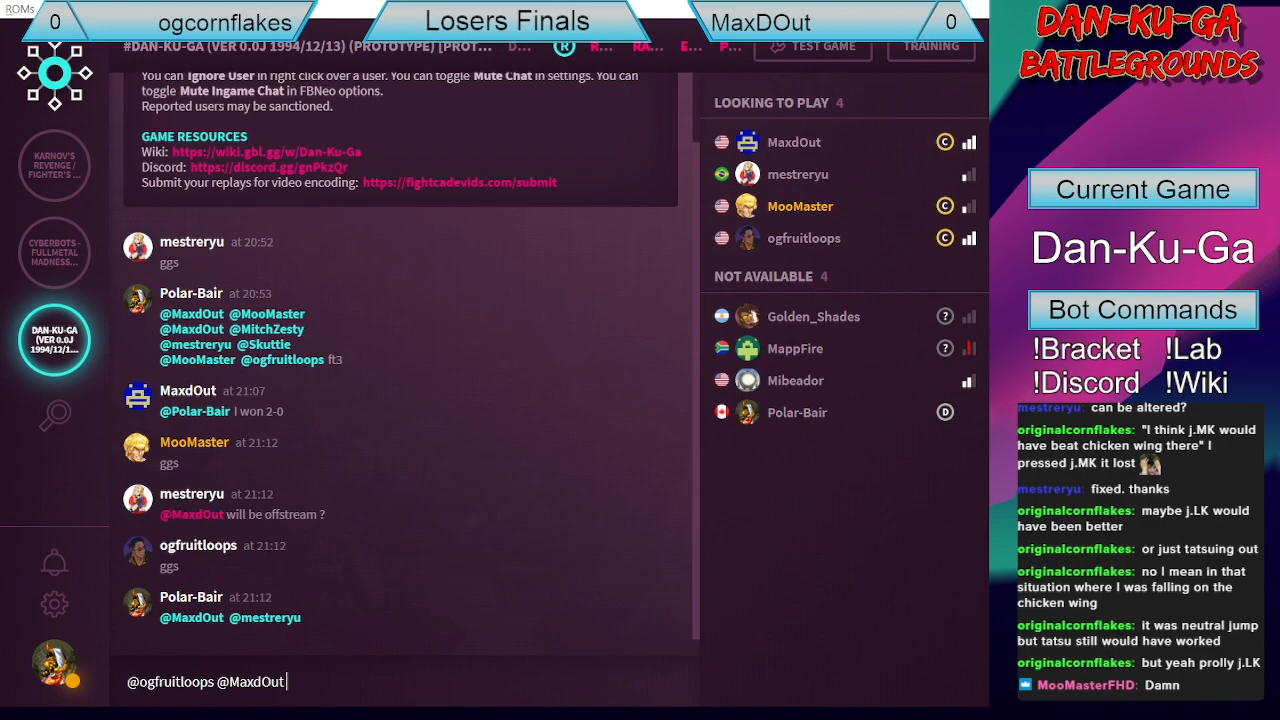 ROMs
0 ogcornflakes Losers Finals MaxDOut 0
DAN-KU-GA
BATTLEGROUNDS
#DAN-KU-GA (VER 0.0J 1994/12/13) (PROTOTYPE) [PROT... D... R R... RA... E... P... TEST GAME TRAINING
You can Ignore User in right click over a user. You can toggle Mute Chat in settings. You can
toggle Mute Ingame Chat in FBNeo options.
Reported users may be sanctioned.
GAME RESOURCES
Wiki: https://wiki.gbl.gg/w/Dan-Ku-Ga
Discord: https://discord.gg/gnPkzQr
Submit your replays for video encoding: https://fightcadevids.com/submit
KARNOV'S
REVENGE /
FIGHTER'S ...
CYBERBOTS -
FULLMETAL
MADNESS...
DAN-KU-GA
(VER 0.0J
1994/12/1...
mestreryu at 20:52
ggs
Polar-Bair at 20:53
@MaxdOut @MooMaster
@MaxdOut @MitchZesty
@mestreryu @Skuttle
@MooMaster @ogfruitloops ft3
MaxdOut at 21:07
@Polar-Bair I won 2-0
MooMaster at 21:12
ggs
mestreryu at 21:12
@MaxdOut will be offstream ?
ogfruitloops at 21:12
ggs
Polar-Bair at 21:12
@MaxdOut @mestreryu
@ogfruitloops @MaxdOut
LOOKING TO PLAY 4
MaxdOut C
mestreryu
MooMaster C
ogfruitloops C
NOT AVAILABLE 4
Golden_Shades ?
MappFire ?
Mibeador
Polar-Bair D
Current Game
Dan-Ku-Ga
Bot Commands
!Bracket !Lab
!Discord !Wiki
mestreryu: can be altered?
originalcornflakes: "I think j.MK would
have beat chicken wing there" I
pressed j.MK it lost
mestreryu: fixed. thanks
originalcornflakes: maybe j.LK would
have been better
originalcornflakes: or just tatsuing out
originalcornflakes: no I mean in that
situation where I was falling on the
chicken wing
originalcornflakes: it was neutral jump
but tatsu still would have worked
originalcornflakes: but yeah prolly j.LK
MooMasterFHD: Damn